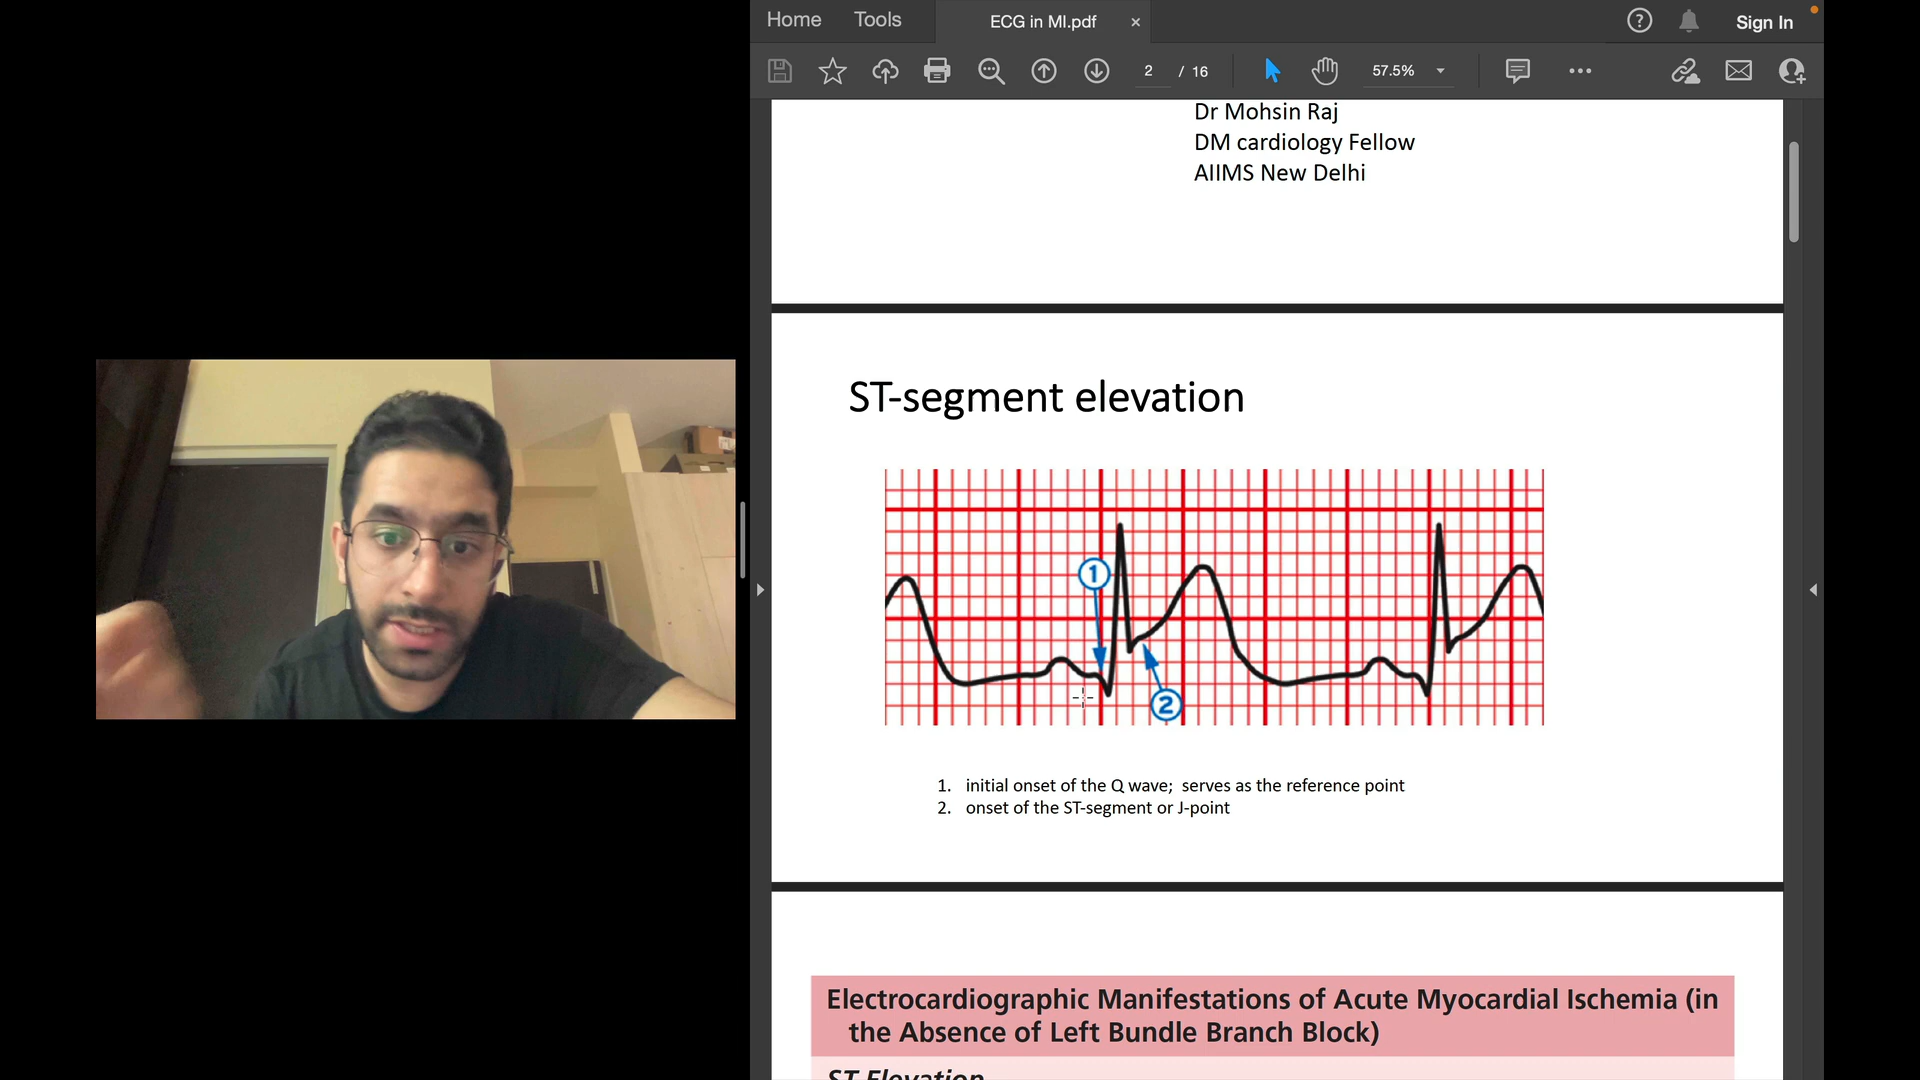 Home Tools ECG in MI.pdf × ? Sign In
2 / 16 57.5%
Dr Mohsin Raj
DM cardiology Fellow
AIIMS New Delhi
ST-segment elevation
1
2
1. initial onset of the Q wave; serves as the reference point
2. onset of the ST-segment or J-point
Electrocardiographic Manifestations of Acute Myocardial Ischemia (in
the Absence of Left Bundle Branch Block)
ST Elevation